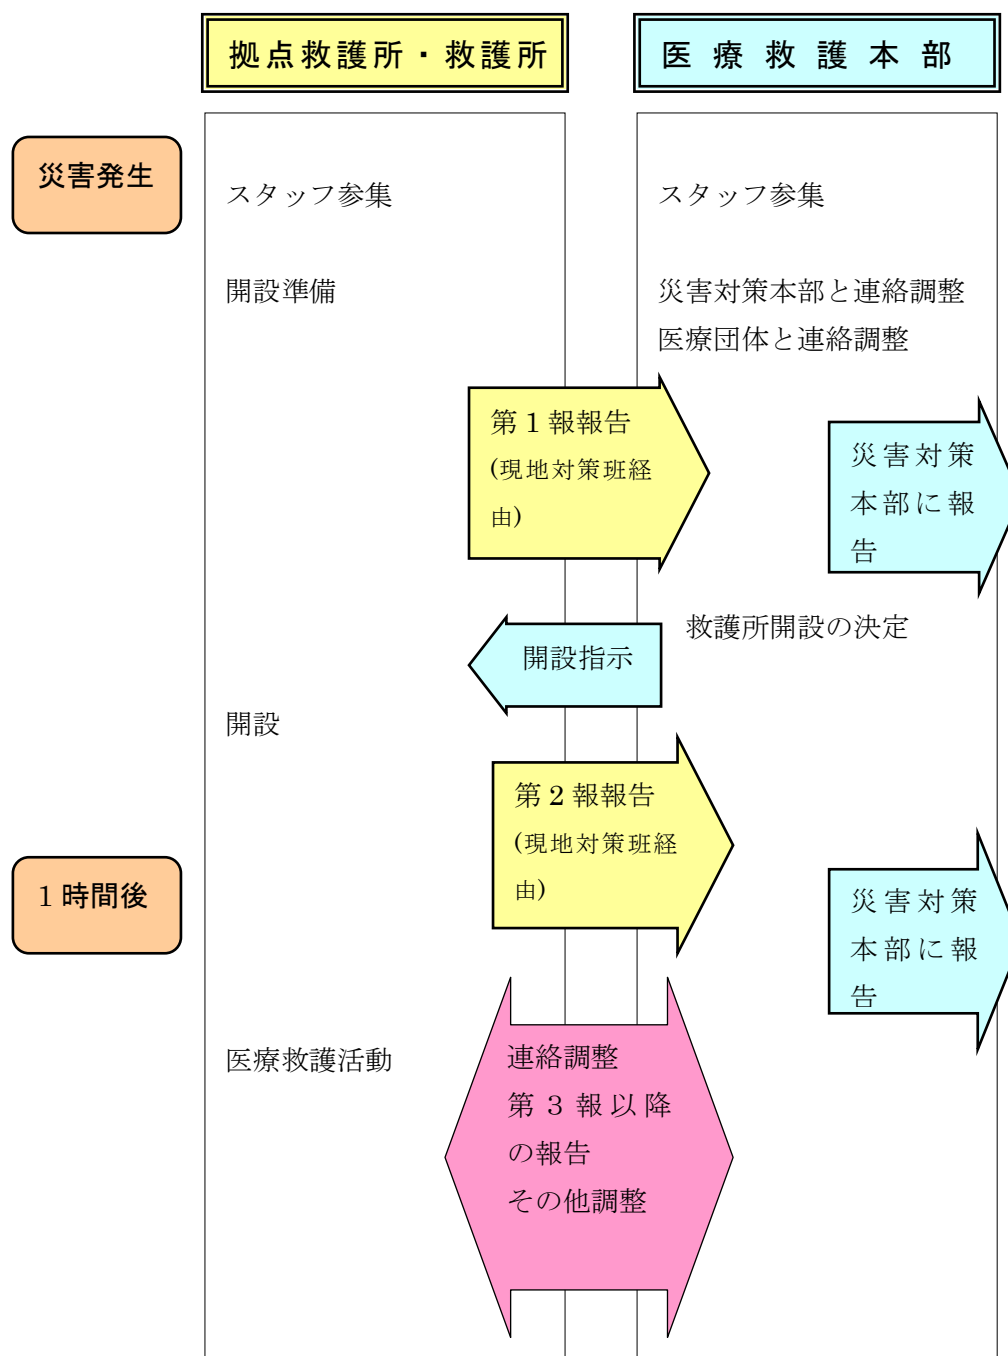 拠点救護所・救護所
医療救護本部
災害発生
スタッフ参集
スタッフ参集
開設準備
災害対策本部と連絡調整
医療団体と連絡調整
第1報報告
(現地対策班経
由)
災害対策
本部に報
告
救護所開設の決定
開設指示
開設
第2報報告
(現地対策班経
由)
1時間後
災害対策
本部に報
告
医療救護活動
連絡調整
第3報以降
の報告
その他調整